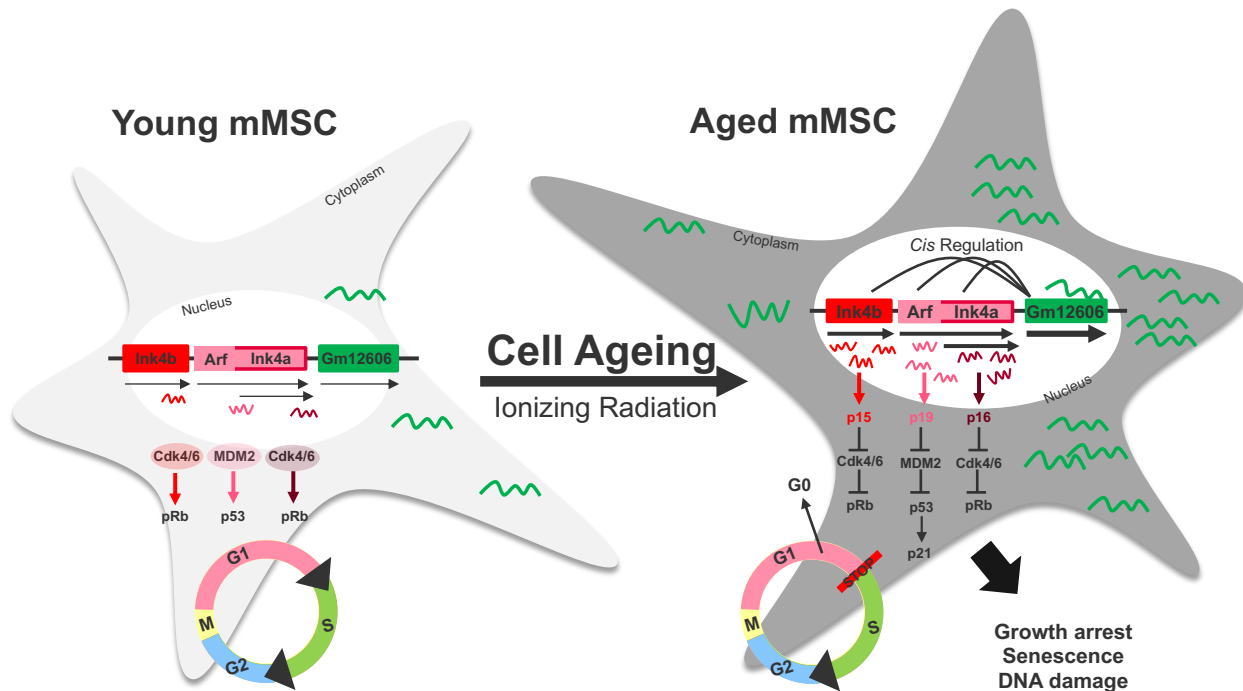 Young mMSC
Cytoplasm
Nucleus
Ink4b
Arf
Ink4a
Gm12606
Cdk4/6
MDM2
Cdk4/6
pRb
p53
pRb
G1
S
G2
M
Cell Ageing
Ionizing Radiation
Aged mMSC
Cytoplasm
Cis Regulation
Ink4b
Arf
Ink4a
Gm12606
Nucleus
p15
p19
p16
Cdk4/6
MDM2
Cdk4/6
pRb
p53
pRb
p21
G0
G1
STOP
S
G2
M
Growth arrest
Senescence
DNA damage